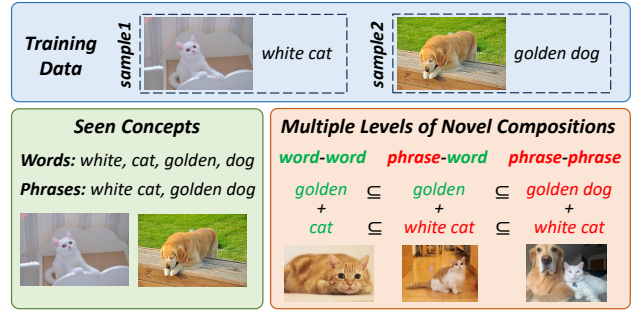 Training Data
sample1
white cat
sample2
golden dog
Seen Concepts
Words: white, cat, golden, dog
Phrases: white cat, golden dog
Multiple Levels of Novel Compositions
word-word phrase-word phrase-phrase
golden ⊆ golden ⊆ golden dog
+ + +
cat ⊆ white cat ⊆ white cat